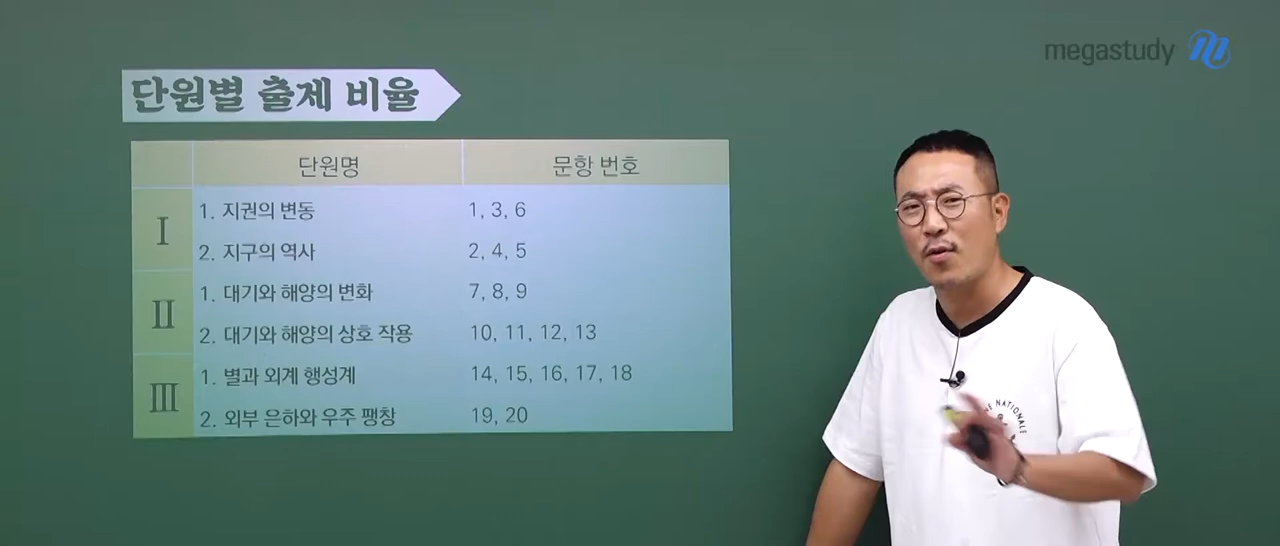 megastudy
단원별 출제 비율
단원명 문항 번호
Ⅰ
1. 지권의 변동 1, 3, 6
2. 지구의 역사 2, 4, 5
Ⅱ
1. 대기와 해양의 변화 7, 8, 9
2. 대기와 해양의 상호 작용 10, 11, 12, 13
Ⅲ
1. 별과 외계 행성계 14, 15, 16, 17, 18
2. 외부 은하와 우주 팽창 19, 20
NATIONALE